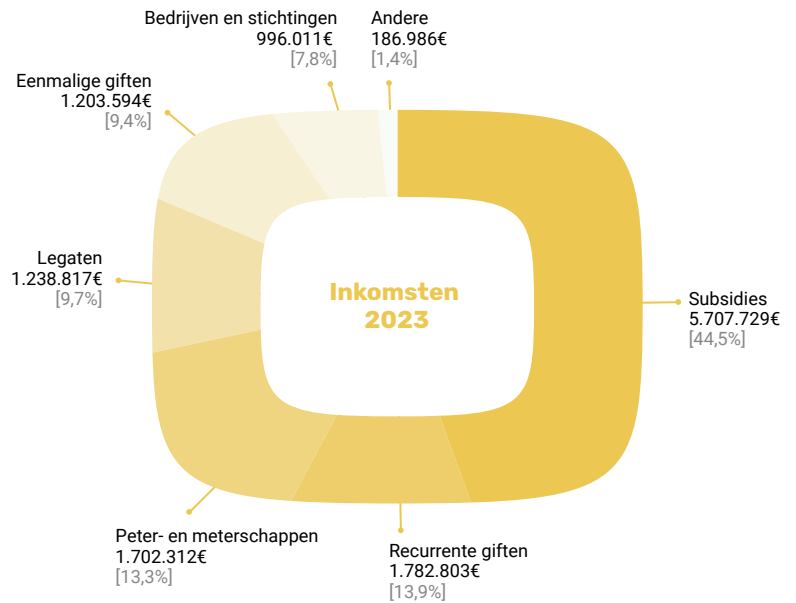 Bedrijven en stichtingen
996.011€
[7,8%]
Andere
186.986€
[1,4%]
Eenmalige giften
1.203.594€
[9,4%]
Legaten
1.238.817€
[9,7%]
Inkomsten
2023
Subsidies
5.707.729€
[44,5%]
Peter- en meterschappen
1.702.312€
[13,3%]
Recurrente giften
1.782.803€
[13,9%]